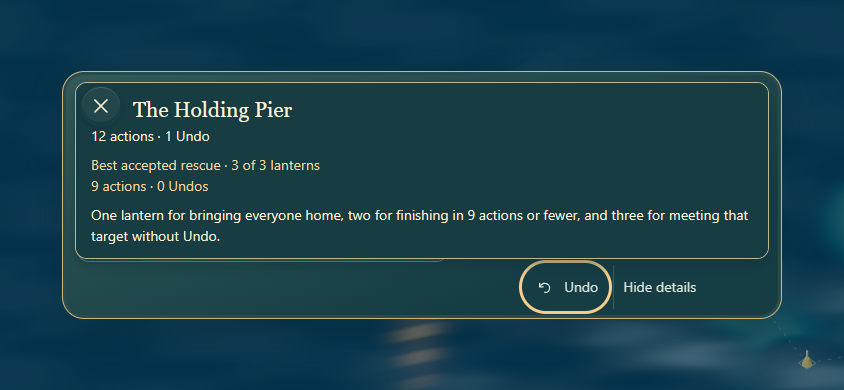 The Holding Pier
12 actions · 1 Undo
Best accepted rescue · 3 of 3 lanterns
9 actions · 0 Undos
One lantern for bringing everyone home, two for finishing in 9 actions or fewer, and three for meeting that
target without Undo.
Undo
Hide details